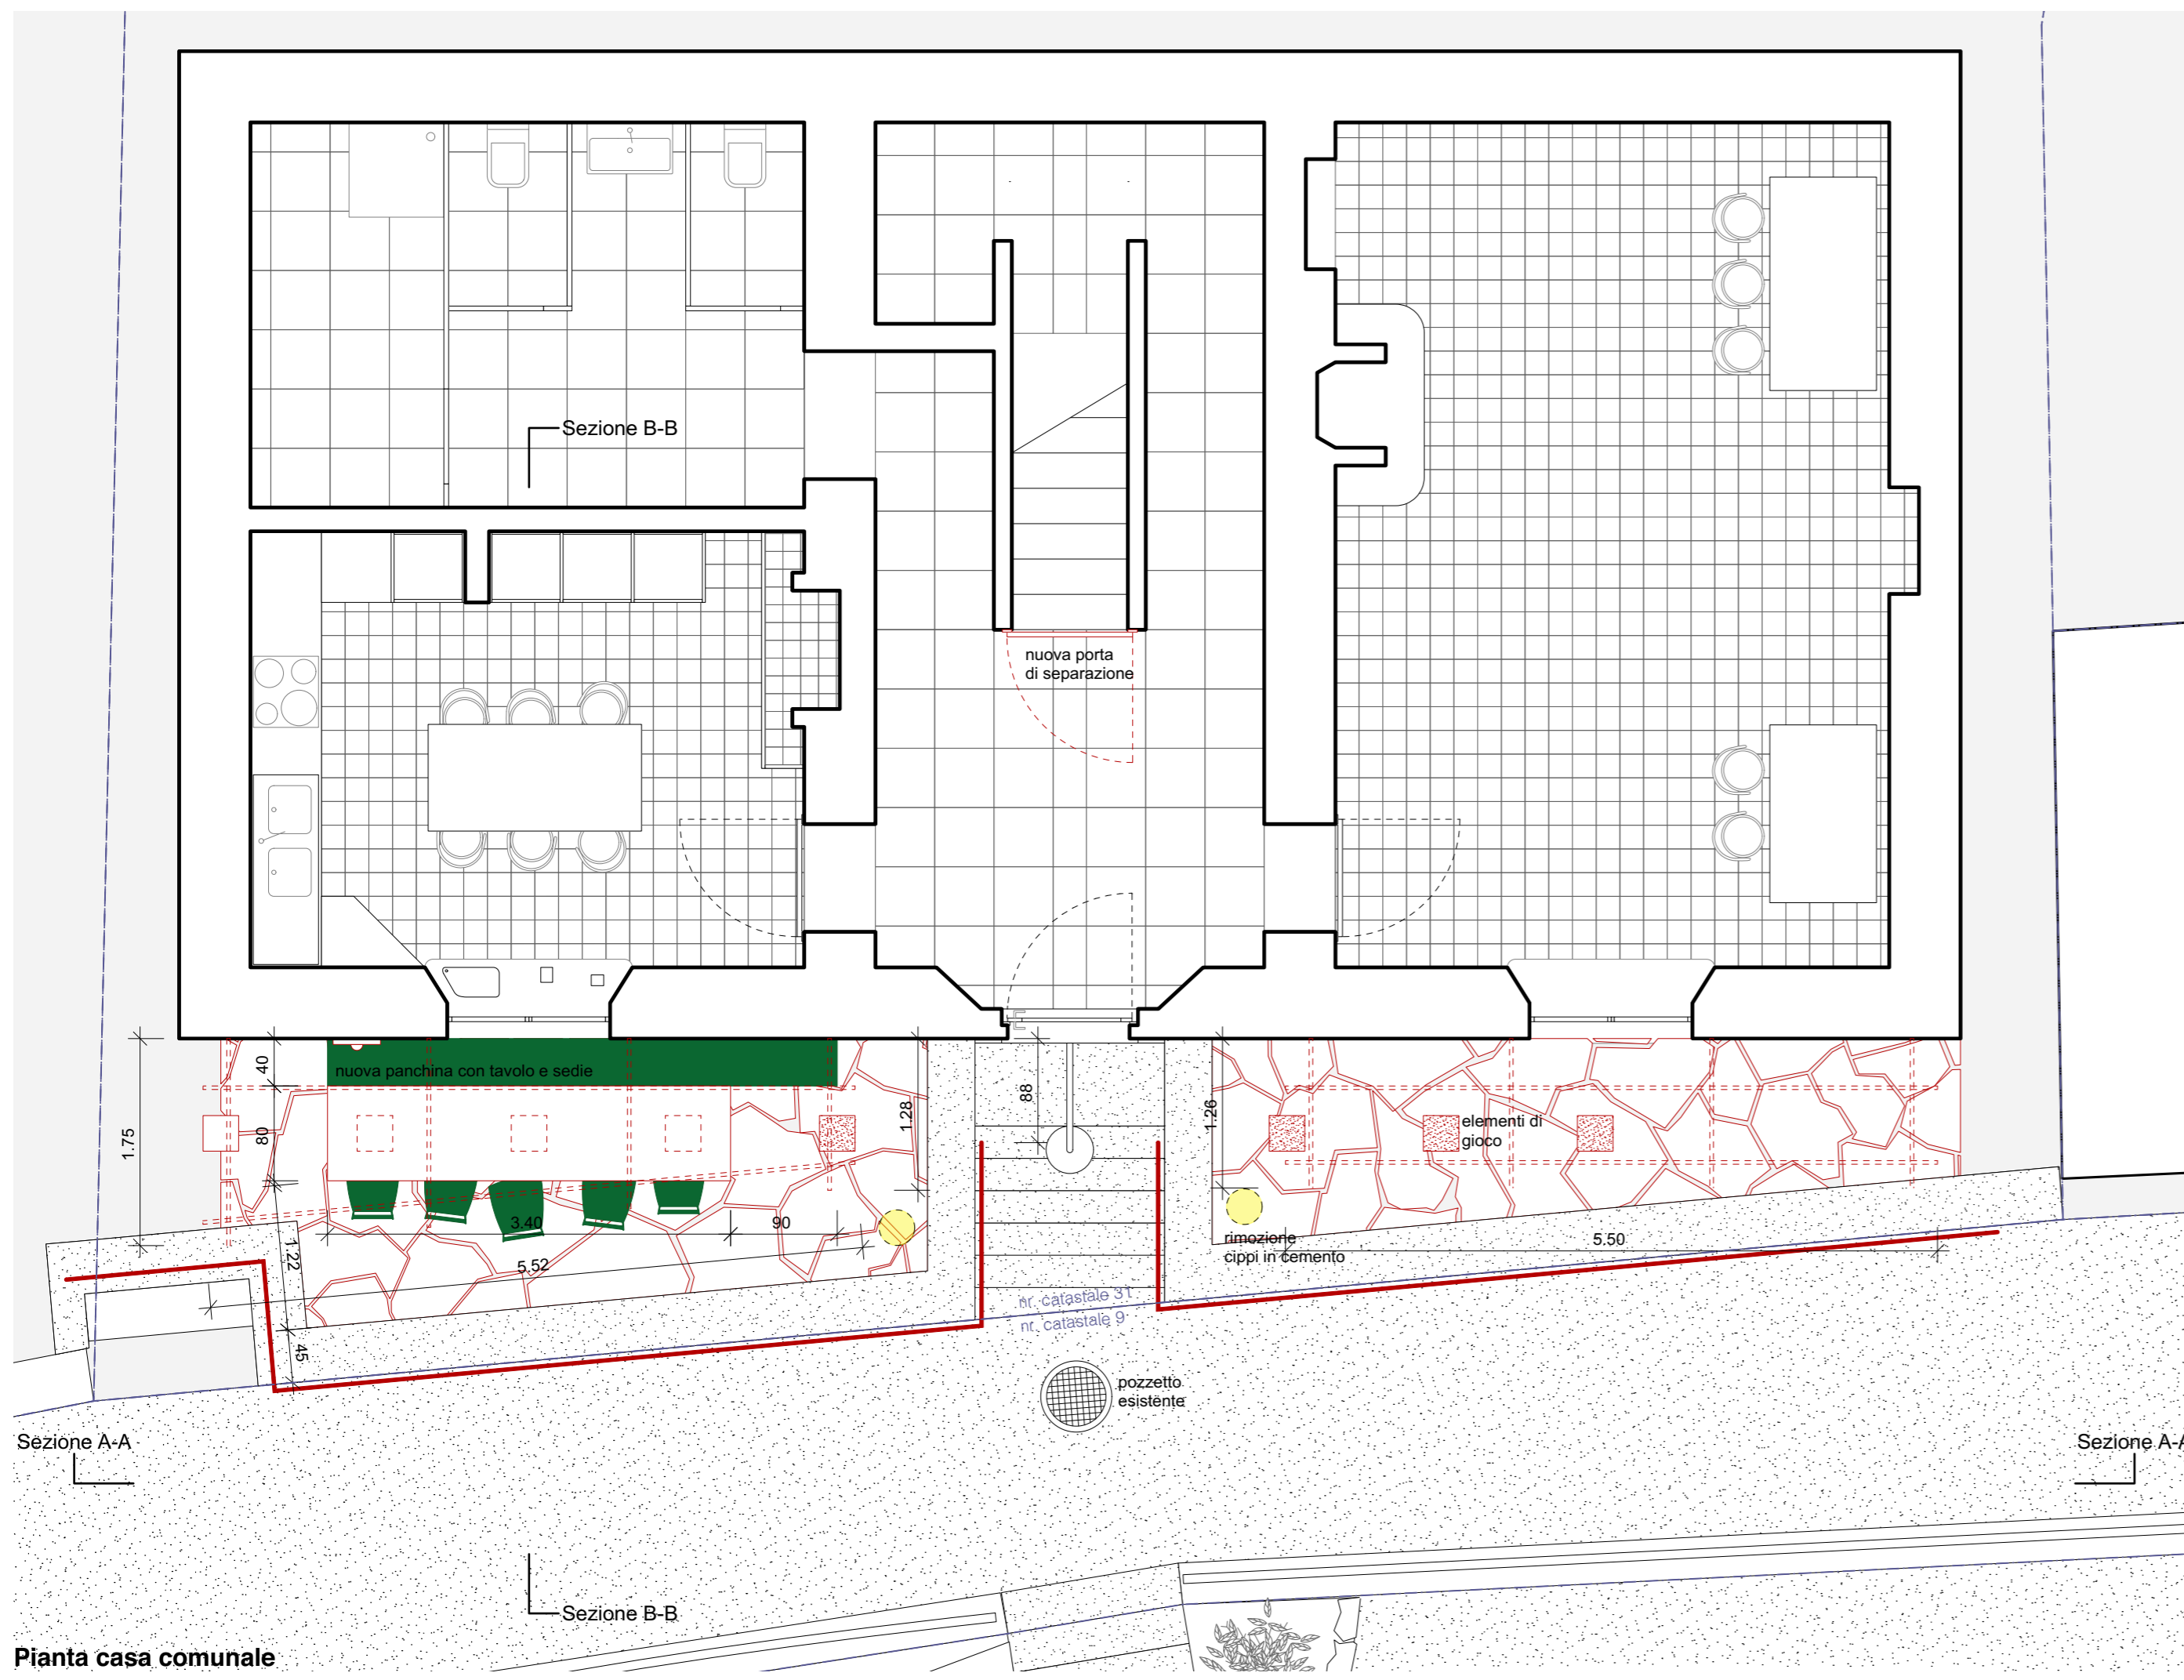 Sezione B-B
nuova porta
di separazione
nuova panchina con tavolo e sedie
40
80
1.75
1.28
88
1.26
elementi di
gioco
3.40
90
5.52
1.22
45
rimozione
cippi in cemento
5.50
nr. catastale 31
nr. catastale 9
pozzetto
esistente
Sezione A-A
Sezione A-A
Sezione B-B
Pianta casa comunale